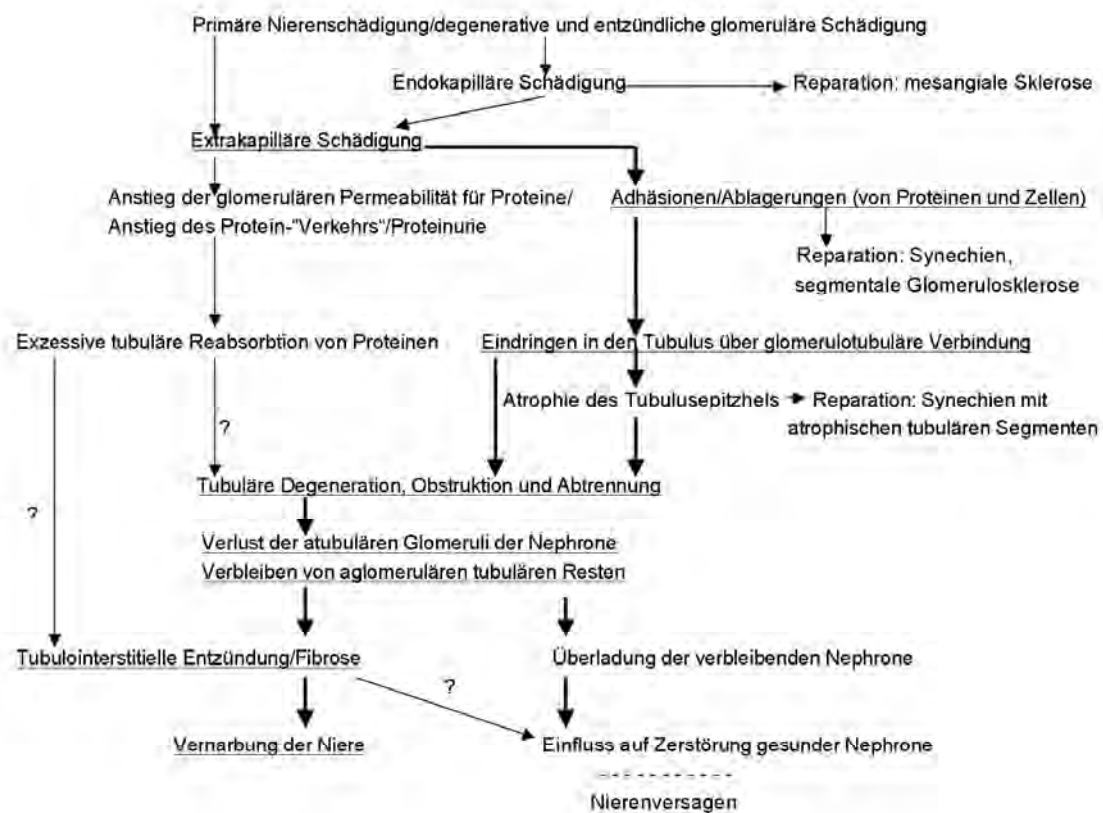 Primäre Nierenschädigung/degenerative und entzündliche glomeruläre Schädigung
Endokapilläre Schädigung
Reparation: mesangiale Sklerose
Extrakapilläre Schädigung
Anstieg der glomerulären Permeabilität für Proteine/
Anstieg des Protein-"Verkehrs"/Proteinurie
Adhäsionen/Ablagerungen (von Proteinen und Zellen)
Reparation: Synechien,
segmentale Glomerulosklerose
Exzessive tubuläre Reabsorbtion von Proteinen
Eindringen in den Tubulus über glomerulotubuläre Verbindung
Atrophie des Tubulusepitzhels
Reparation: Synechien mit
atrophischen tubulären Segmenten
?
Tubuläre Degeneration, Obstruktion und Abtrennung
?
Verlust der atubulären Glomeruli der Nephrone
Verbleiben von aglomerulären tubulären Resten
Tubulointerstitielle Entzündung/Fibrose
Überladung der verbleibenden Nephrone
?
Vernarbung der Niere
Einfluss auf Zerstörung gesunder Nephrone
Nierenversagen